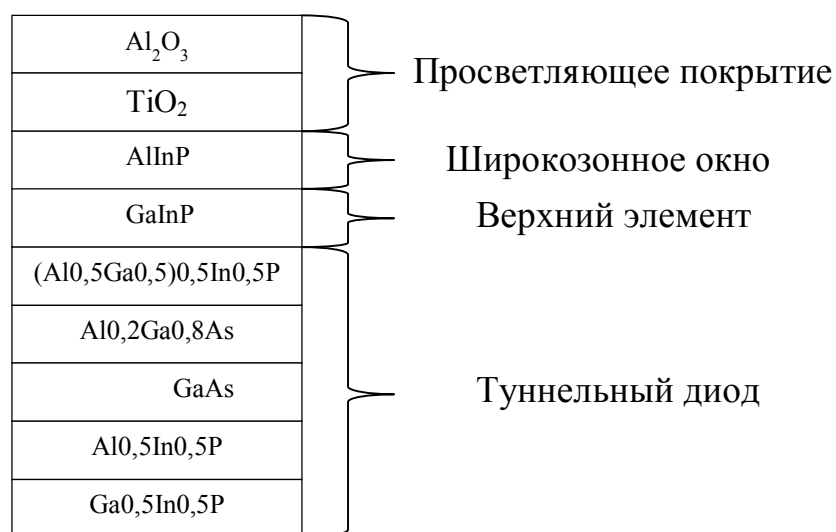 Al₂O₃
TiO₂
Просветляющее покрытие
AlInP
Широкозонное окно
GaInP
Верхний элемент
(Al0,5Ga0,5)0,5In0,5P
Al0,2Ga0,8As
GaAs
Туннельный диод
Al0,5In0,5P
Ga0,5In0,5P